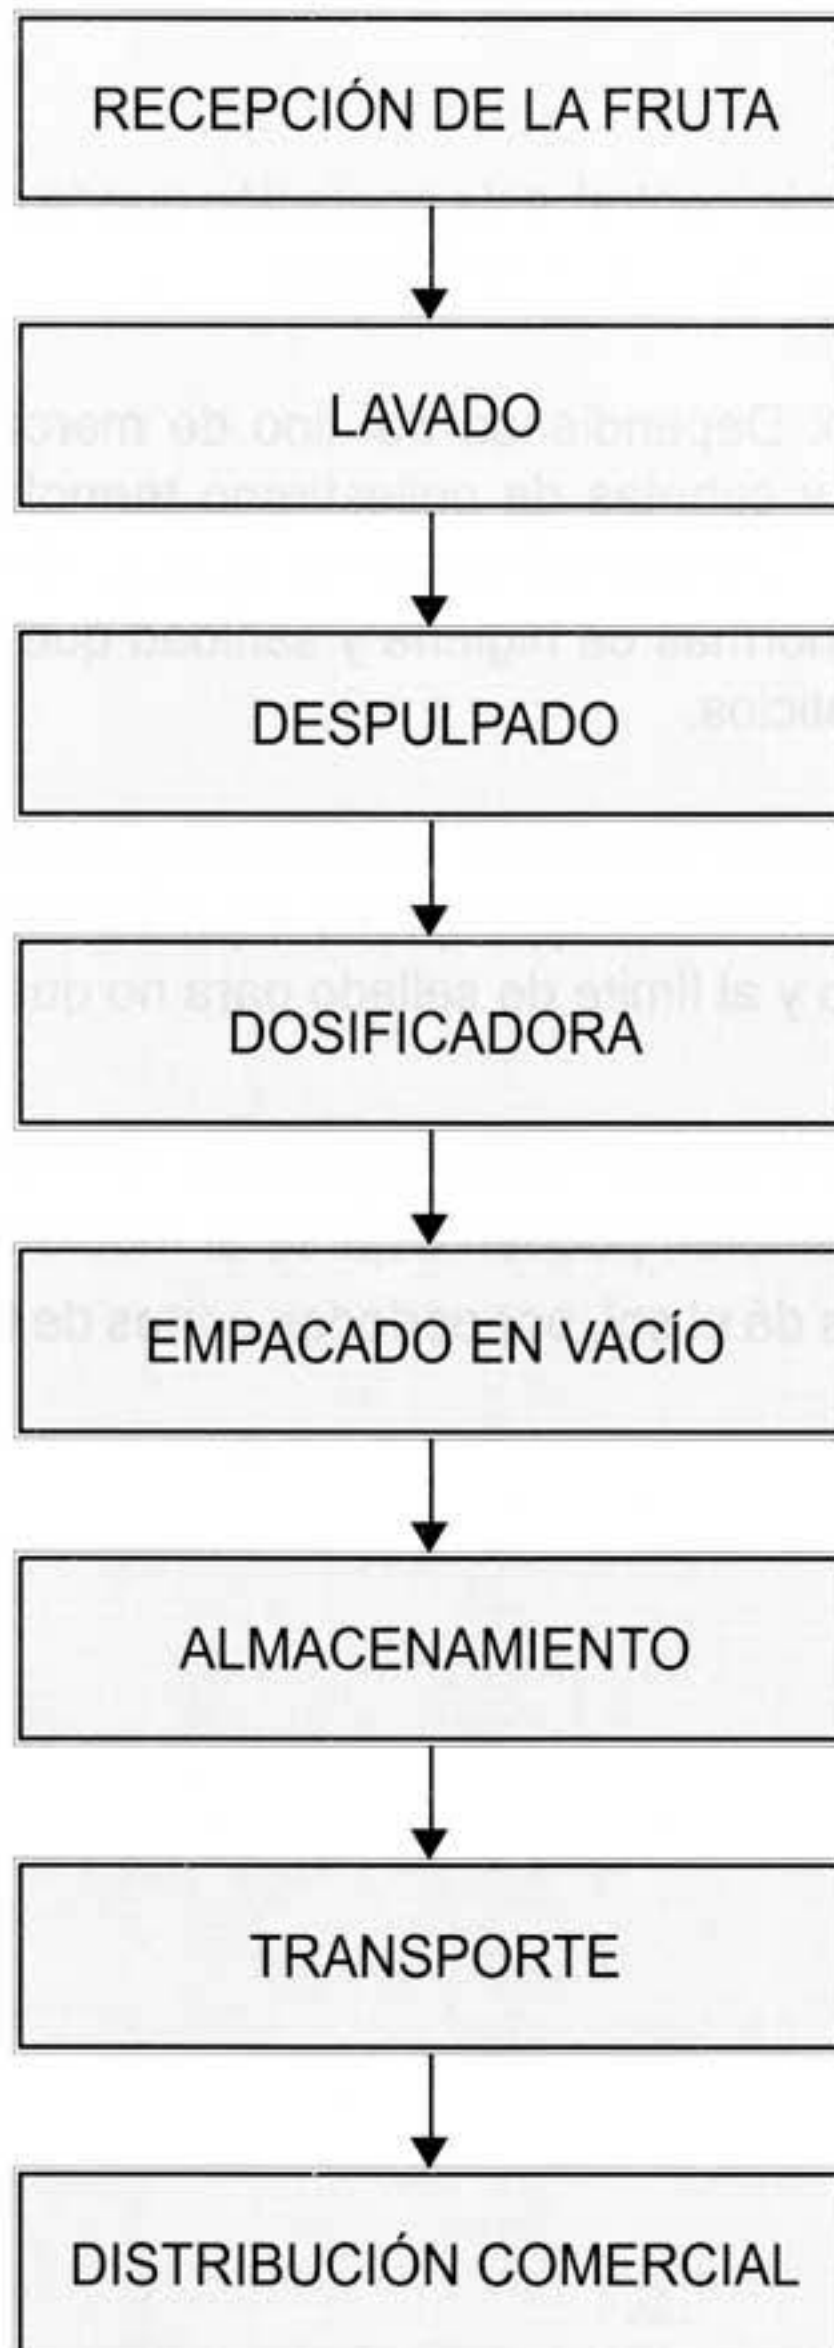 RECEPCIÓN DE LA FRUTA
LAVADO
DESPULPADO
DOSIFICADORA
EMPACADO EN VACÍO
ALMACENAMIENTO
TRANSPORTE
DISTRIBUCIÓN COMERCIAL